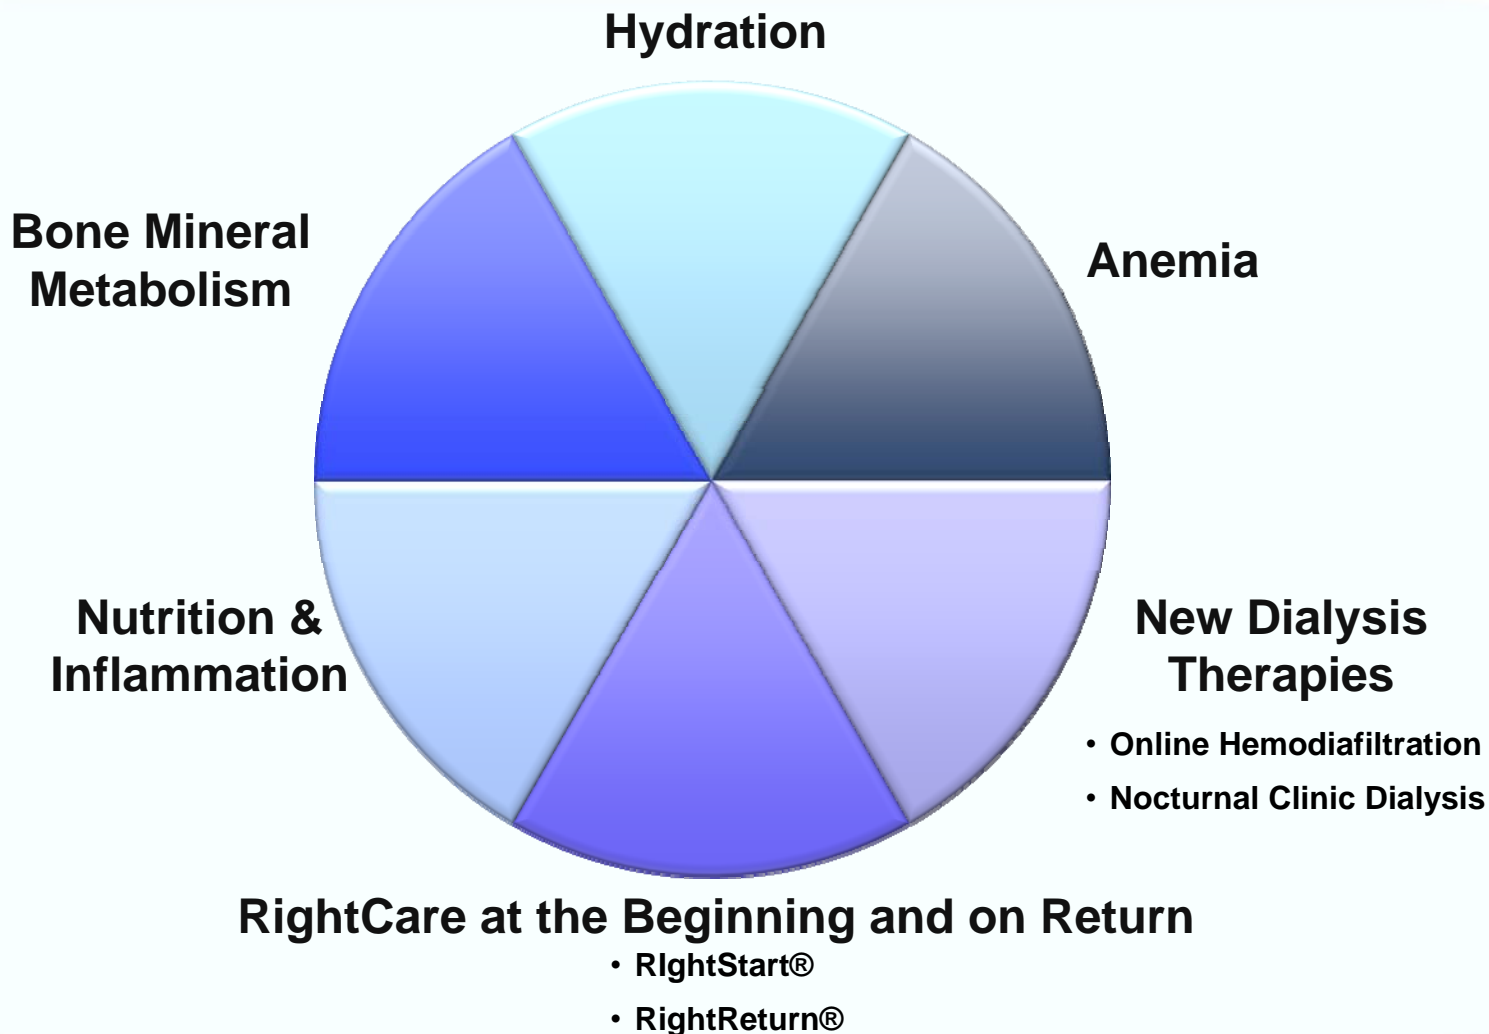 Hydration
Bone Mineral
Metabolism
Anemia
Nutrition &
Inflammation
New Dialysis
Therapies
• Online Hemodiafiltration
• Nocturnal Clinic Dialysis
RightCare at the Beginning and on Return
• RIghtStart®
• RightReturn®